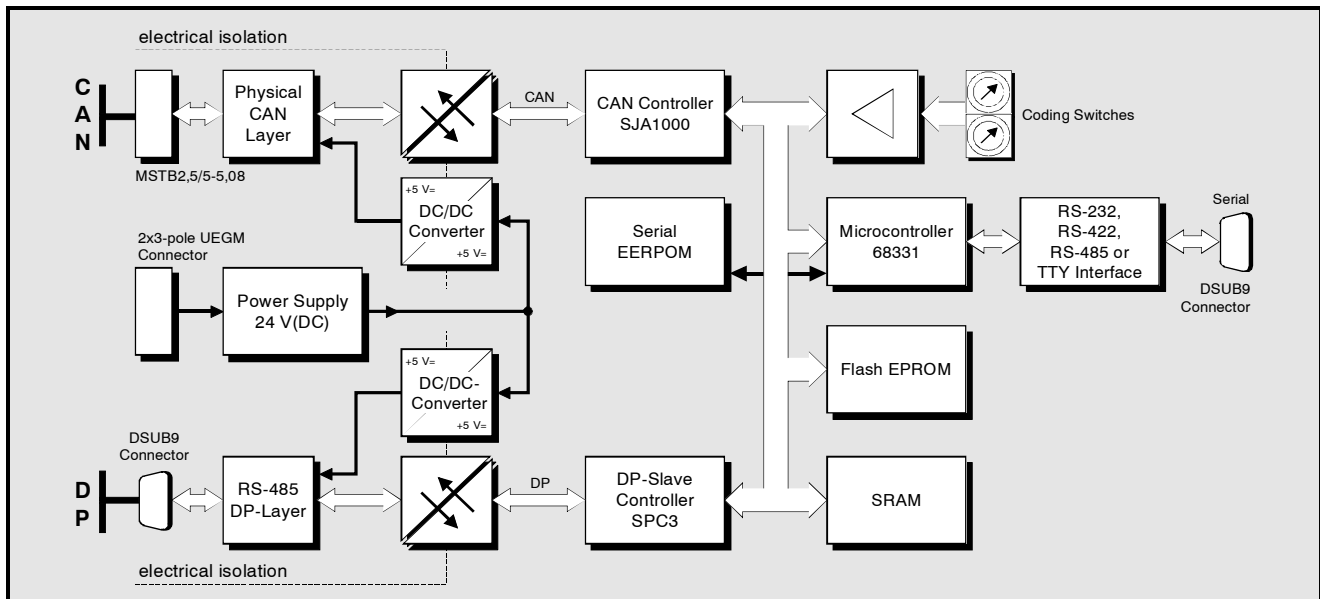 electrical isolation
C
A
N
MSTB2,5/5-5,08
Physical
CAN
Layer
CAN
CAN Controller
SJA1000
Coding Switches
+5 V=
DC/DC
Converter
+5 V=
2x3-pole UEGM
Connector
Power Supply
24 V(DC)
Serial
EERPOM
Microcontroller
68331
RS-232,
RS-422,
RS-485 or
TTY Interface
Serial
DSUB9
Connector
+5 V=
DC/DC-
Converter
+5 V=
Flash EPROM
DSUB9
Connector
D
P
RS-485
DP-Layer
DP
DP-Slave
Controller
SPC3
SRAM
electrical isolation